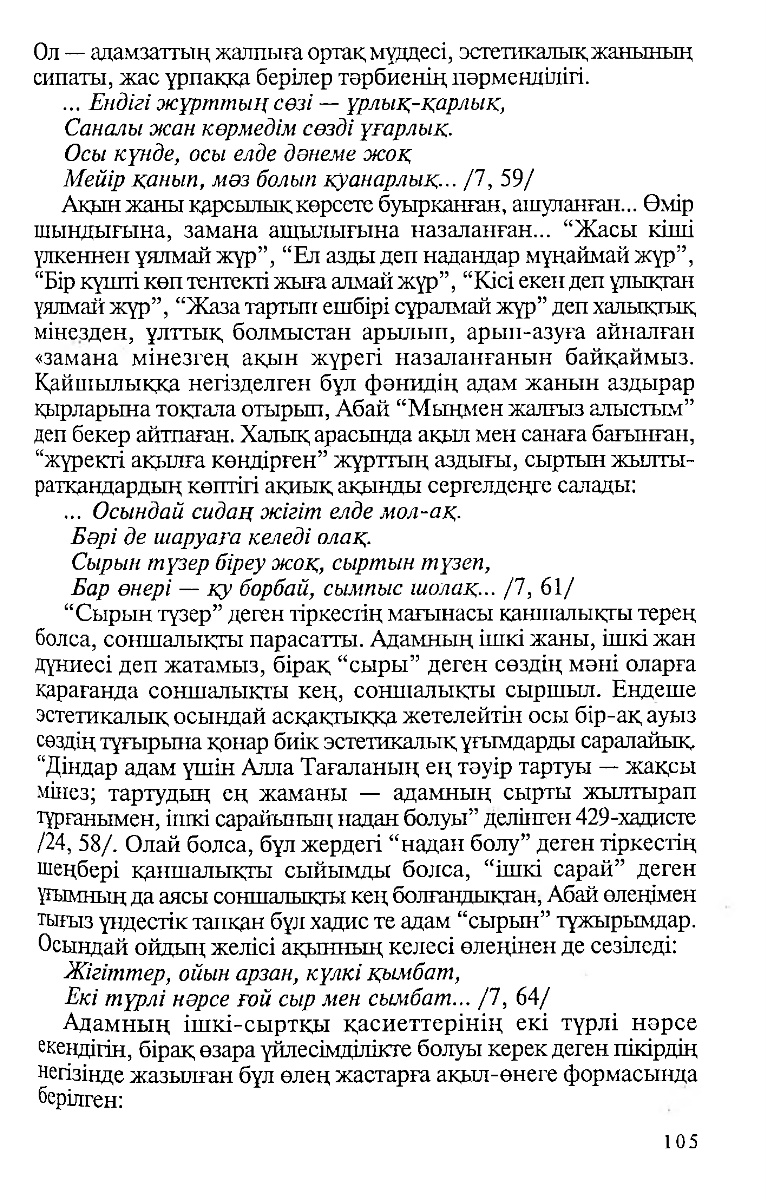 Ол — адамзаттың жалпыға ортақ мүддесі, эстетикалық жанының
сипаты, жас ұрпаққа берілер тәрбиенің пәрменділігі.
... Ендігі жұрттың сөзі — ұрлық-қарлық,
Саналы жан көрмедім сөзді ұғарлық.
Осы күнде, осы елде дәнеме жоқ
Мейір қанып, мәз болып қуанарлық... /7, 59/
Ақын жаны қарсылық көрсете буырқанған, ашуланған... Өмір
шындығына, замана ащылығына назаланған... “Жасы кіші
үлкеннен ұялмай жүр”, “Ел азды деп надандар мұңаймай жүр”,
“Бір күшті көп тентекті жыға алмай жүр”, “Кісі екен деп ұлықтан
ұялмай жүр”, “Жаза тартып ешбірі сұралмай жүр” деп халықтық
мінезден, ұлттық болмыстан арылып, арып-азуға айналған
«замана мінезге» ақын жүрегі назаланғанын байқаймыз.
Қайшылыққа негізделген бұл фәнидің адам жанын аздырар
қырларына тоқтала отырып, Абай “Мыңмен жалғыз алыстым”
деп бекер айтпаған. Халық арасында ақыл мен санаға бағынған,
“жүректі ақылға көндірген” жұрттың аздығы, сыртын жылты-
ратқандардың көптігі ақиық ақынды сергелдеңге салады:
... Осындай сидаң жігіт елде мол-ақ.
Бәрі де шаруаға келеді олақ.
Сырын түзер біреу жоқ, сыртын түзеп,
Бар өнері — қу борбай, сымпыс шолақ... /7, 61/
“Сырын түзер” деген тіркестің мағынасы қаншалықты терең
болса, соншалықты парасатты. Адамның ішкі жаны, ішкі жан
дүниесі деп жатамыз, бірақ “сыры” деген сөздің мәні оларға
қарағанда соншалықты кең, соншалықты сыршыл. Ендеше
эстетикалық осындай асқақтыққа жетелейтін осы бір-ақ ауыз
сөздің тұғырына қонар биік эстетикалық ұғымдарды саралайық.
“Діндар адам үшін Алла Тағаланың ең тәуір тартуы — жақсы
мінез; тартудың ең жаманы — адамның сырты жылтырап
тұрғанымен, ішкі сарайының надан болуы” делінген 429-хадисте
/24, 58/. Олай болса, бұл жердегі “надан болу” деген тіркестің
шеңбері қаншалықты сыйымды болса, “ішкі сарай” деген
ұғымның да аясы соншалықты кең болғандықтан, Абай өлеңімен
тығыз үндестік тапқан бұл хадис те адам “сырын” тұжырымдар.
Осындай ойдың желісі ақынның келесі өлеңінен де сезіледі:
Жігіттер, ойын арзан, күлкі қымбат,
Екі түрлі нәрсе ғой сыр мен сымбат... /7, 64/
Адамның ішкі-сыртқы қасиеттерінің екі түрлі нәрсе
екендігін, бірақ өзара үйлесімділікте болуы керек деген пікірдің
негізінде жазылған бұл өлең жастарға ақыл-өнеге формасында
берілген:
105